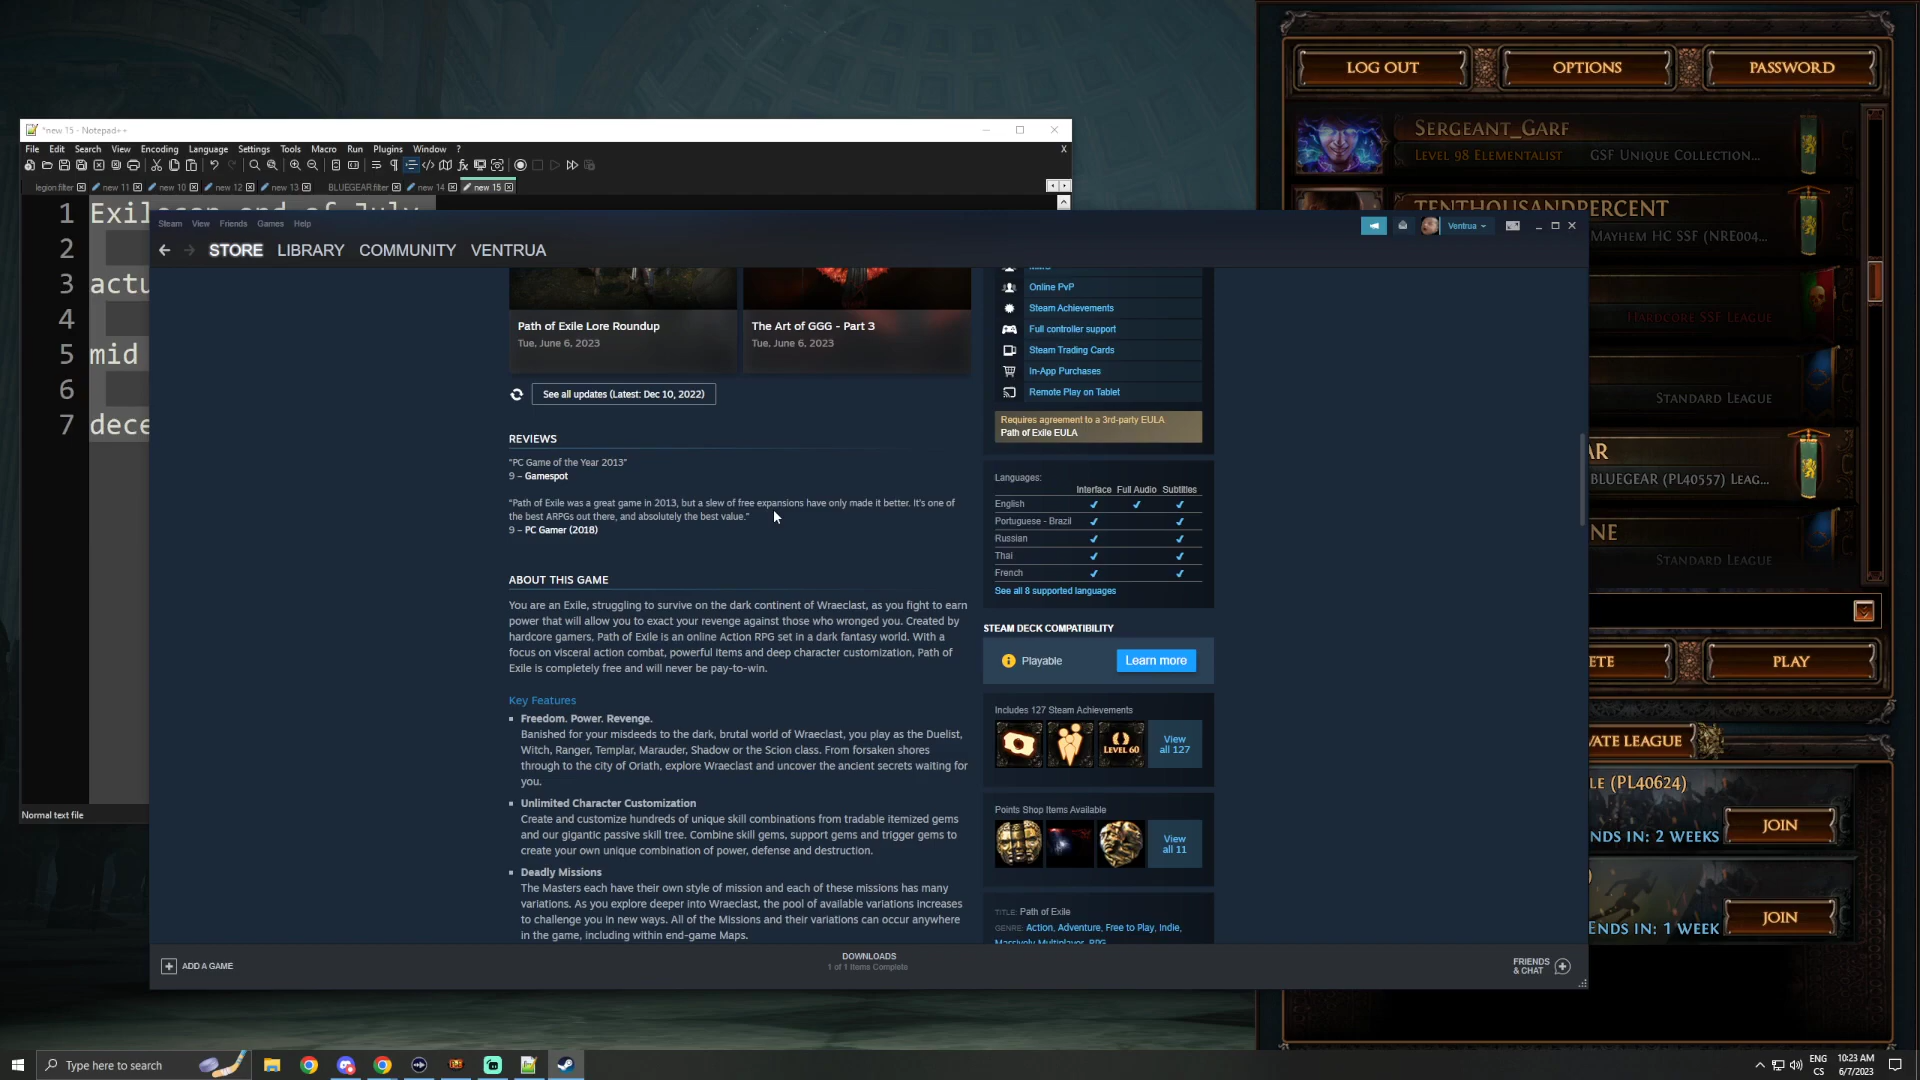 *new 15 - Notepad++
File Edit Search View Encoding Language Settings Tools Macro Run Plugins Window ? X
legion.filter new 11 new 10 new 12 new 13 BLUEGEAR.filter new 14 new 15
1 Exilecon end of July
2
3 actu
4
5 mid
6
7 dece
Normal text file
Steam View Friends Games Help
Ventrua
STORE LIBRARY COMMUNITY VENTRUA
Path of Exile Lore Roundup
Tue, June 6, 2023
The Art of GGG - Part 3
Tue, June 6, 2023
See all updates (Latest: Dec 10, 2022)
REVIEWS
“PC Game of the Year 2013”
9 – Gamespot
“Path of Exile was a great game in 2013, but a slew of free expansions have only made it better. It's one of
the best ARPGs out there, and absolutely the best value.”
9 – PC Gamer (2018)
ABOUT THIS GAME
You are an Exile, struggling to survive on the dark continent of Wraeclast, as you fight to earn
power that will allow you to exact your revenge against those who wronged you. Created by
hardcore gamers, Path of Exile is an online Action RPG set in a dark fantasy world. With a
focus on visceral action combat, powerful items and deep character customization, Path of
Exile is completely free and will never be pay-to-win.
Key Features
Freedom. Power. Revenge.
Banished for your misdeeds to the dark, brutal world of Wraeclast, you play as the Duelist,
Witch, Ranger, Templar, Marauder, Shadow or the Scion class. From forsaken shores
through to the city of Oriath, explore Wraeclast and uncover the ancient secrets waiting for
you.
Unlimited Character Customization
Create and customize hundreds of unique skill combinations from tradable itemized gems
and our gigantic passive skill tree. Combine skill gems, support gems and trigger gems to
create your own unique combination of power, defense and destruction.
Deadly Missions
The Masters each have their own style of mission and each of these missions has many
variations. As you explore deeper into Wraeclast, the pool of available variations increases
to challenge you in new ways. All of the Missions and their variations can occur anywhere
in the game, including within end-game Maps.
Online PvP
Steam Achievements
Full controller support
Steam Trading Cards
In-App Purchases
Remote Play on Tablet
Requires agreement to a 3rd-party EULA
Path of Exile EULA
Languages:
Interface Full Audio Subtitles
English ✔ ✔ ✔
Portuguese - Brazil ✔ ✔
Russian ✔ ✔
Thai ✔ ✔
French ✔ ✔
See all 8 supported languages
STEAM DECK COMPATIBILITY
Playable
Learn more
Includes 127 Steam Achievements
LEVEL 60
View
all 127
Points Shop Items Available
View
all 11
TITLE: Path of Exile
GENRE: Action, Adventure, Free to Play, Indie,
Massively Multiplayer, RPG
ADD A GAME
DOWNLOADS
1 of 1 Items Complete
FRIENDS
& CHAT
LOG OUT OPTIONS PASSWORD
SERGEANT_GARF
LEVEL 98 ELEMENTALIST GSF UNIQUE COLLECTION...
TENTHOUSANDPERCENT
MAYHEM HC SSF (NRE004...
HARDCORE SSF LEAGUE
STANDARD LEAGUE
AR
BLUEGEAR (PL40557) LEAG...
NE
STANDARD LEAGUE
ETE
PLAY
VATE LEAGUE
LE (PL40624)
NDS IN: 2 WEEKS
JOIN
)
ENDS IN: 1 WEEK
JOIN
Type here to search
ENG
CS
10:23 AM
6/7/2023